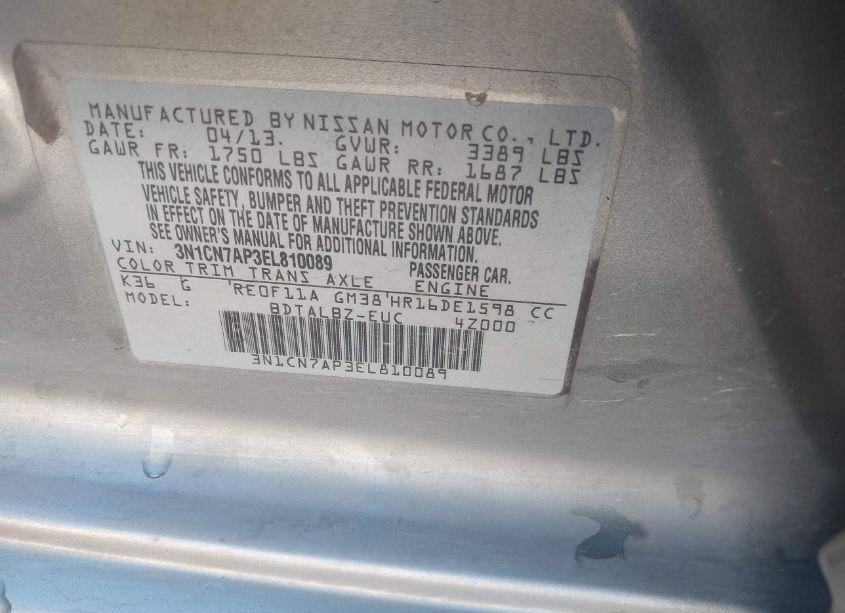 MANUFACTURED BY NISSAN MOTOR CO., LTD.
DATE: 04/13. GVWR: 3389 LBS
GAWR FR: 1750 LBS GAWR RR: 1687 LBS
THIS VEHICLE CONFORMS TO ALL APPLICABLE FEDERAL MOTOR
VEHICLE SAFETY, BUMPER AND THEFT PREVENTION STANDARDS
IN EFFECT ON THE DATE OF MANUFACTURE SHOWN ABOVE.
SEE OWNER'S MANUAL FOR ADDITIONAL INFORMATION.
VIN: 3N1CN7AP3EL810089 PASSENGER CAR.
COLOR TRIM TRANS AXLE ENGINE
K36 G RE0F11A GM38 HR16DE1598 CC
MODEL: BDTALBZ-EUC 4Z000
3N1CN7AP3EL810089